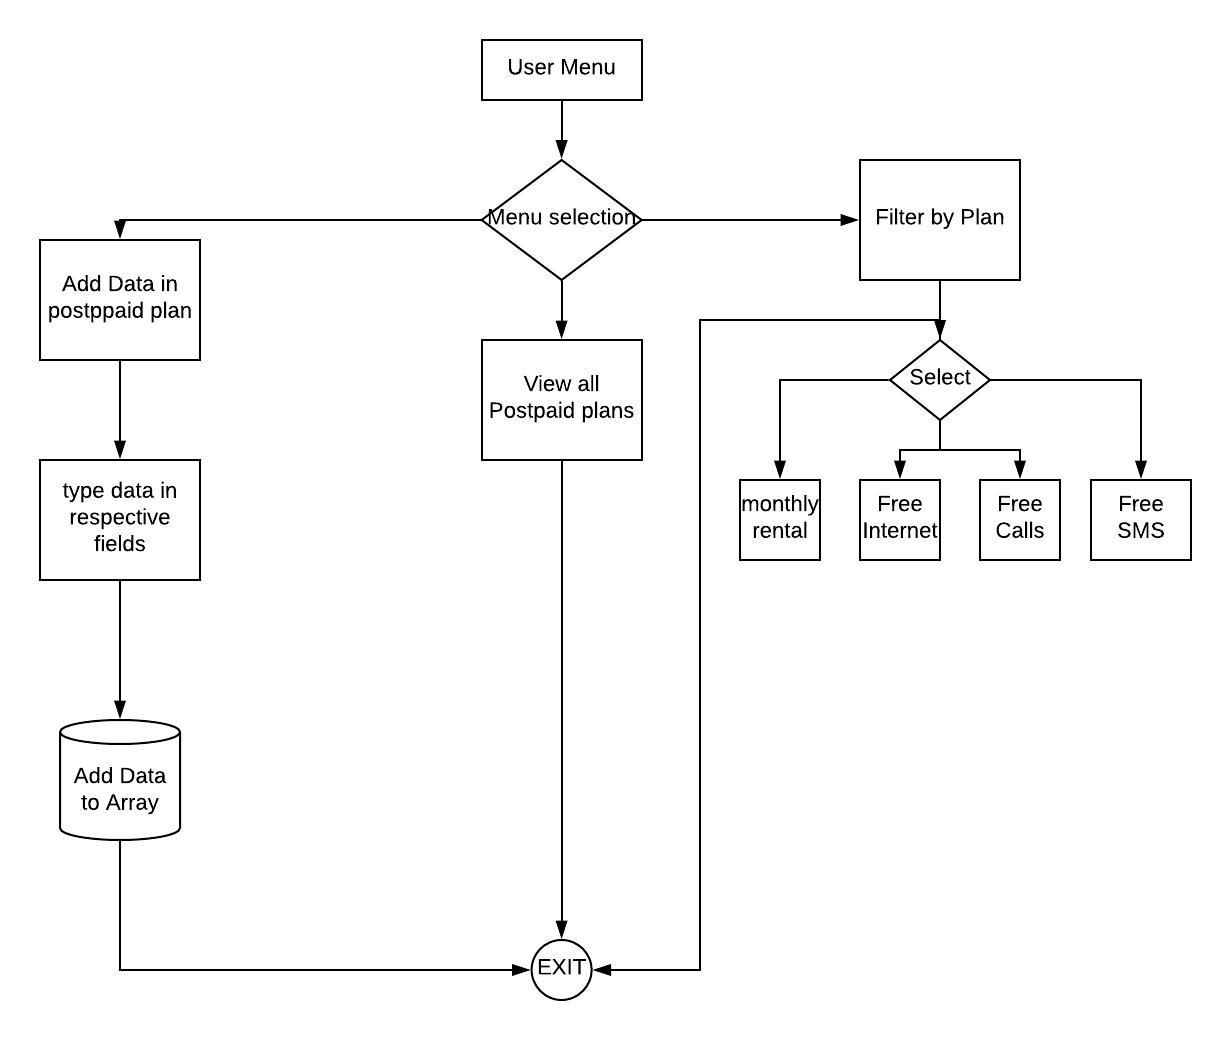 User Menu
Menu selection
Filter by Plan
Add Data in
postppaid plan
View all
Postpaid plans
Select
type data in
respective
fields
monthly
rental
Free
Internet
Free
Calls
Free
SMS
Add Data
to Array
EXIT